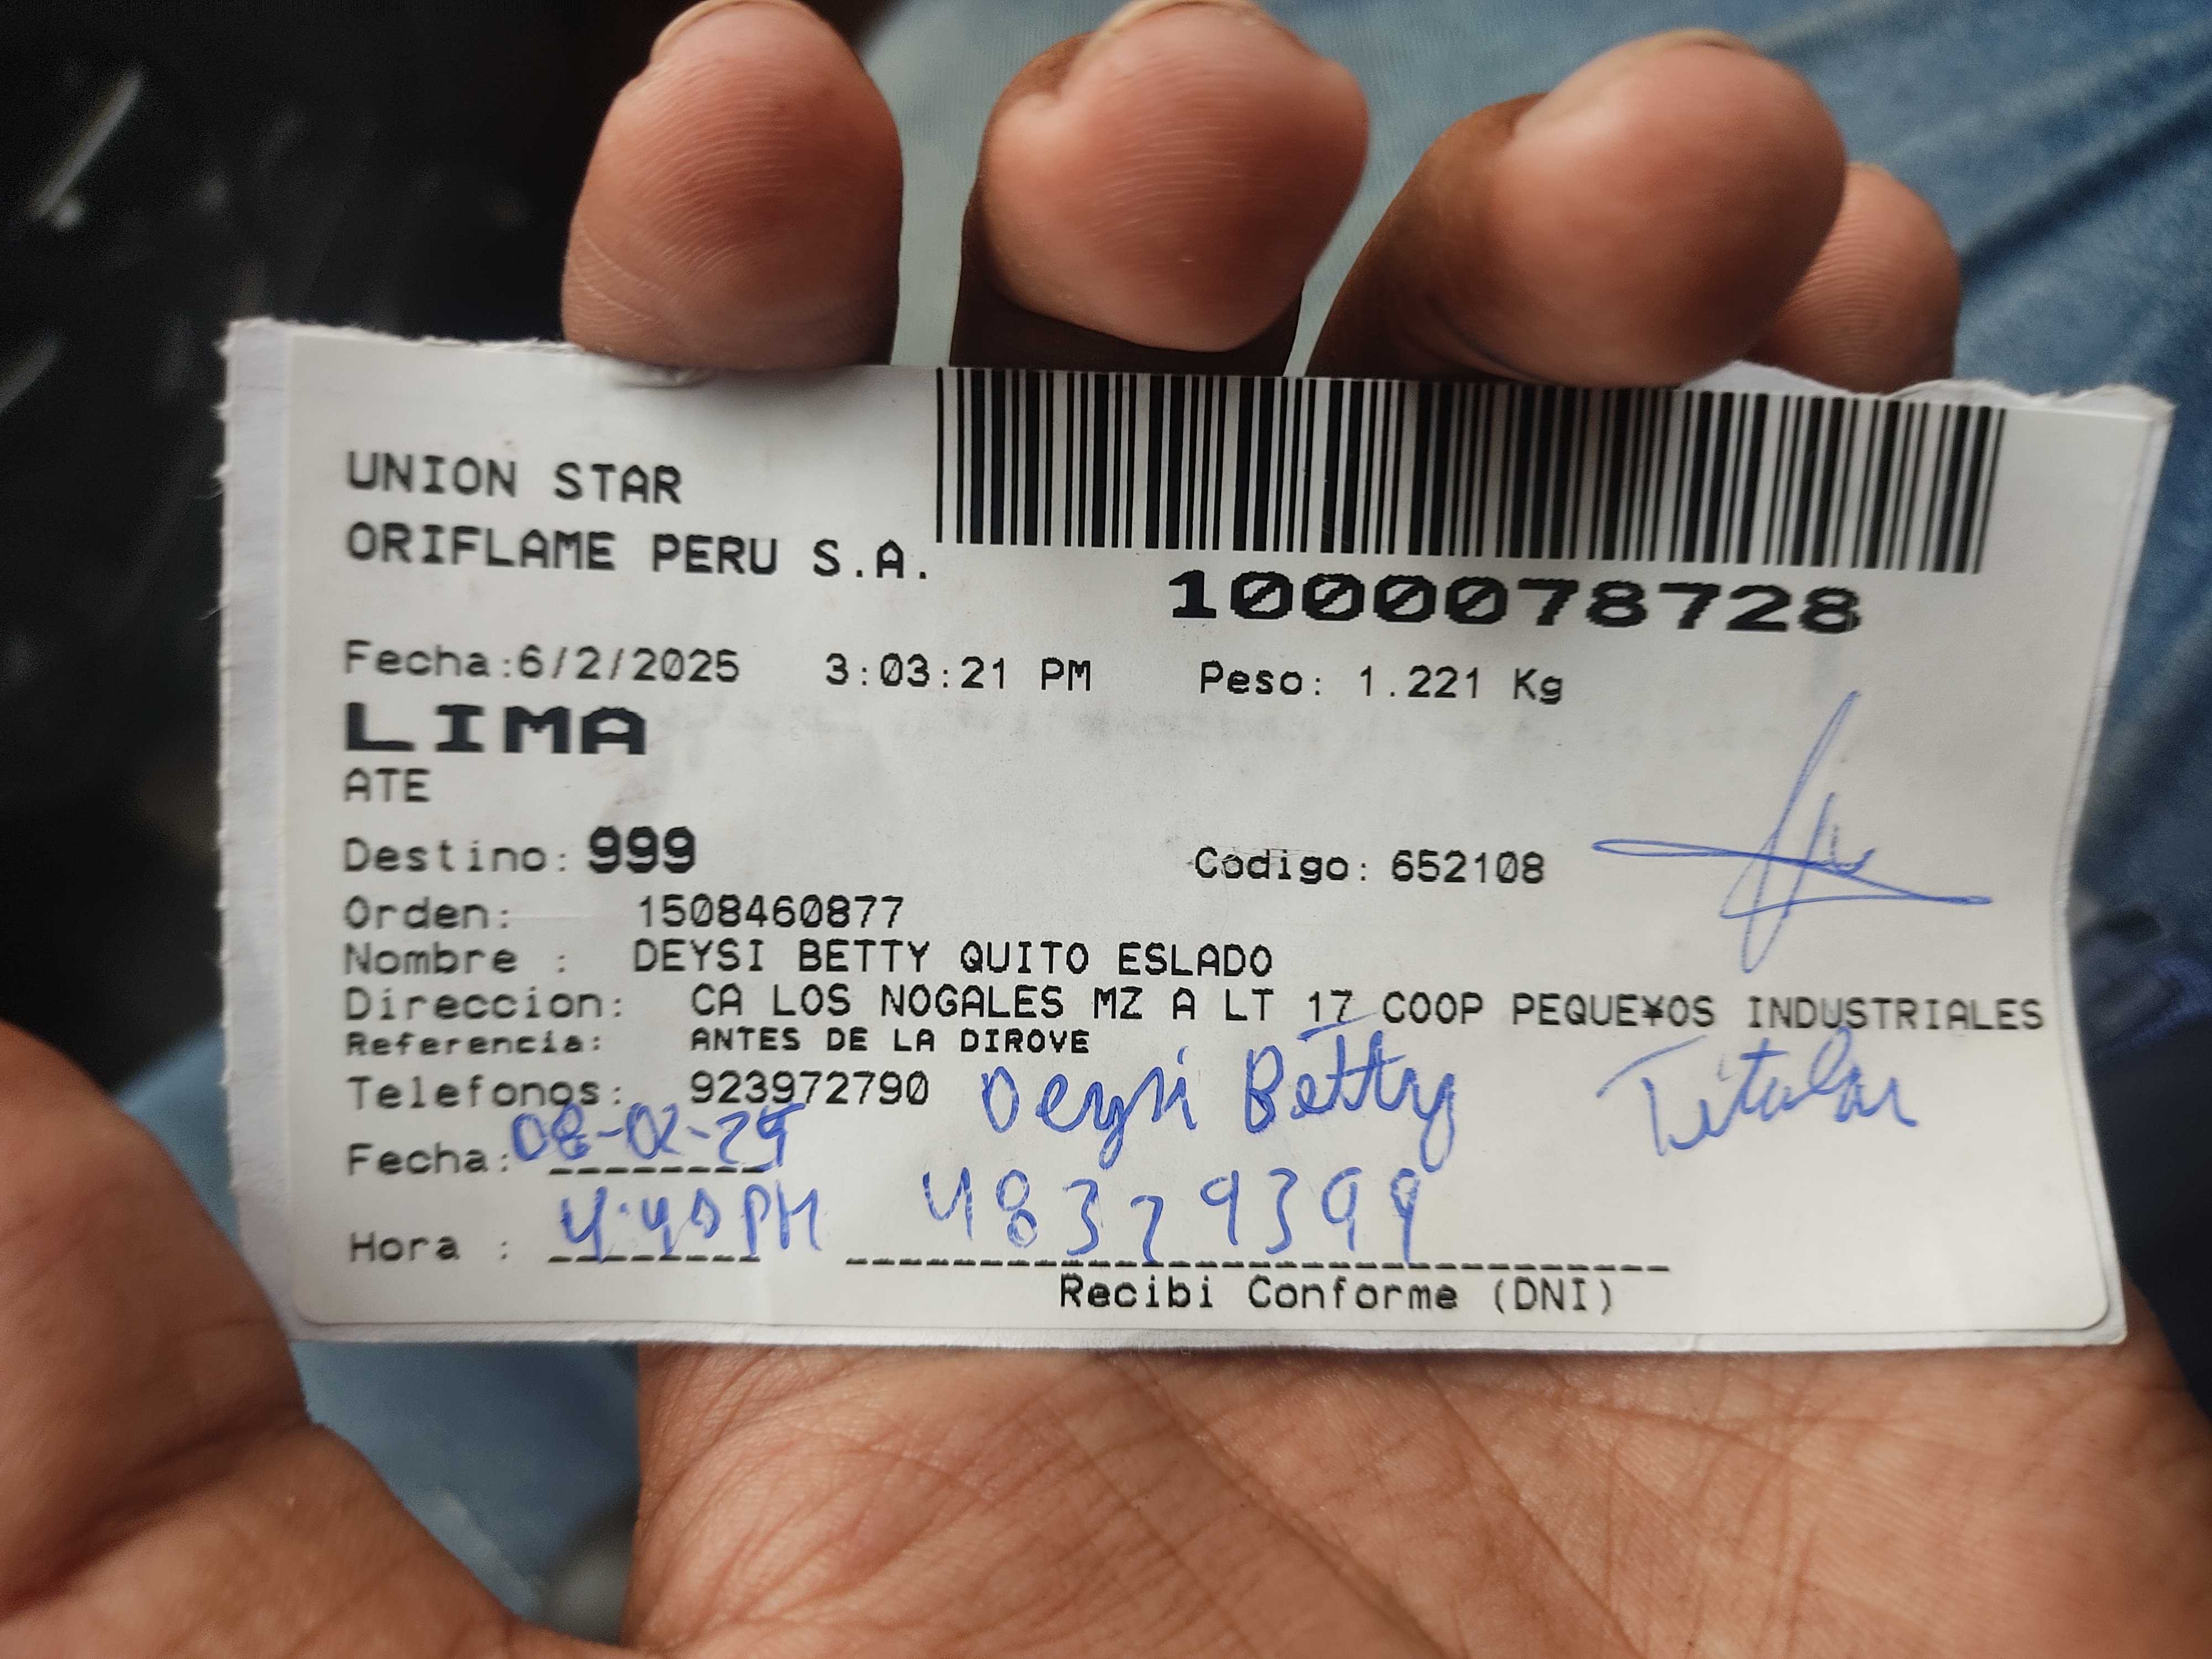 UNION STAR
ORIFLAME PERU S.A.
1000078728
Fecha:6/2/2025 3:03:21 PM Peso: 1.221 Kg
LIMA
ATE
Destino: 999 Codigo: 652108
Orden: 1508460877
Nombre : DEYSI BETTY QUITO ESLADO
Direccion: CA LOS NOGALES MZ A LT 17 COOP PEQUE¥OS INDUSTRIALES
Referencia: ANTES DE LA DIROVE
Telefonos: 923972790 Deysi Betty Titular
Fecha: 08-02-25
Hora : 4:40 PM 48329399
Recibi Conforme (DNI)